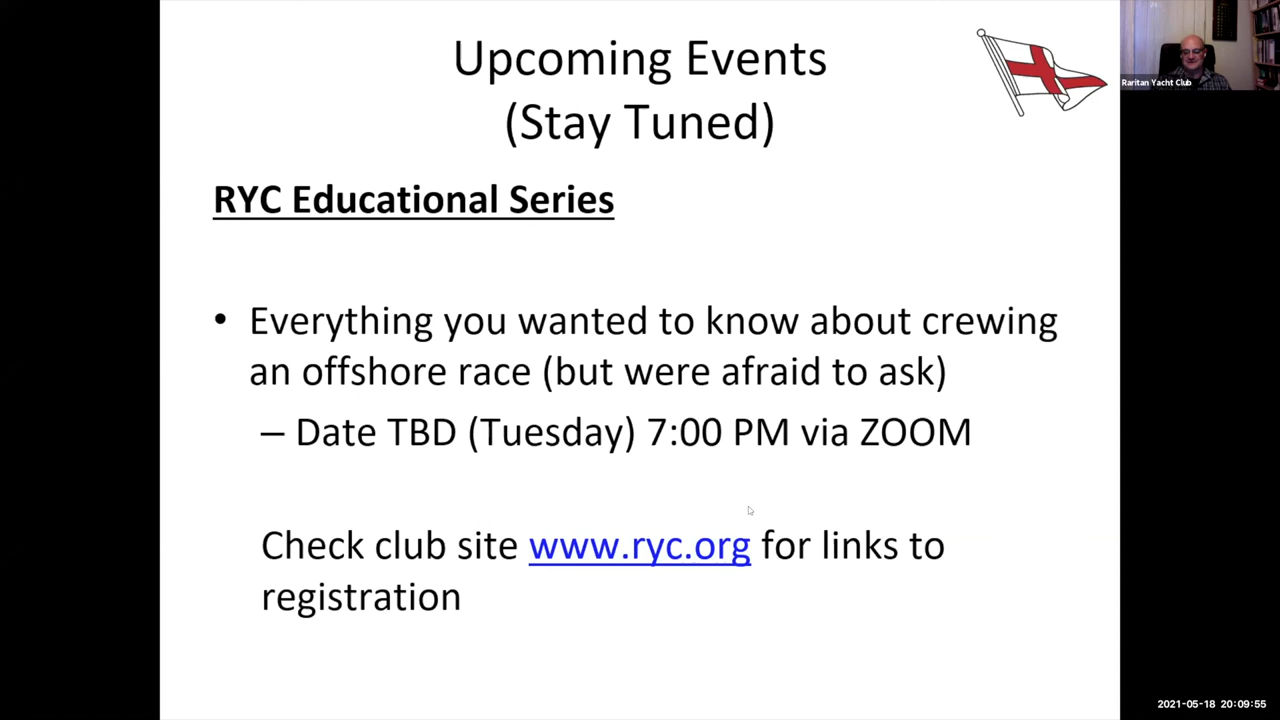 Upcoming Events
(Stay Tuned)
Raritan Yacht Club
RYC Educational Series
• Everything you wanted to know about crewing
an offshore race (but were afraid to ask)
– Date TBD (Tuesday) 7:00 PM via ZOOM
Check club site www.ryc.org for links to
registration
2021-05-18 20:09:55